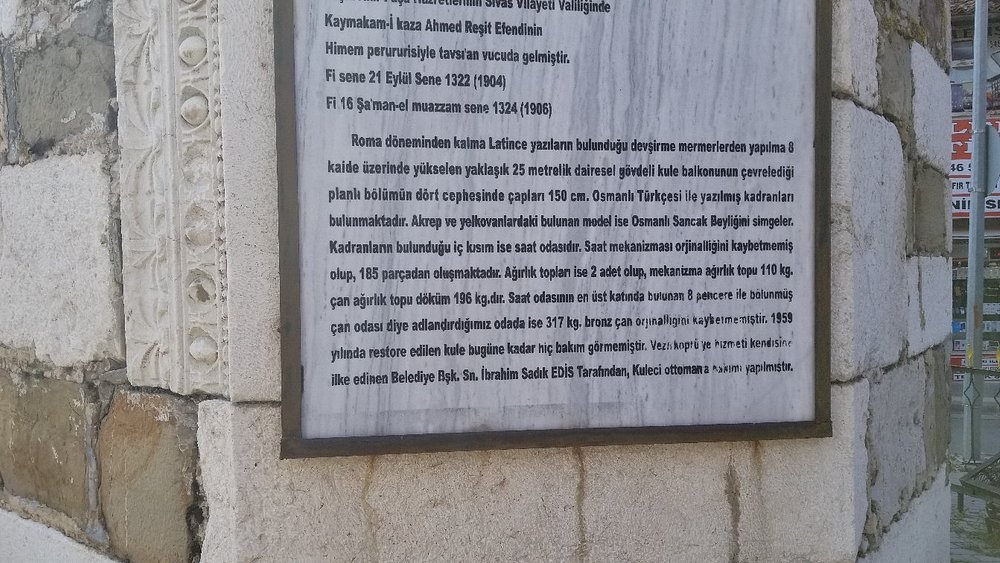 Hazretlerinin Sivas Vilayeti Valiliğinde
Kaymakam-İ kaza Ahmed Reşit Efendinin
Himem perururisiyle tavsı'an vucuda gelmiştir.
Fi sene 21 Eylül Sene 1322 (1904)
Fi 16 Şa'man-el muazzam sene 1324 (1906)
Roma döneminden kalma Latince yazıların bulunduğu devşirme mermerlerden yapılma 8
kaide üzerinde yükselen yaklaşık 25 metrelik dairesel gövdeli kule balkonunun çevrelediği
planlı bölümün dört cephesinde çapları 150 cm. Osmanlı Türkçesi ile yazılmış kadranları
bulunmaktadır. Akrep ve yelkovanlardaki bulunan model ise Osmanlı Sancak Beyliğini simgeler.
Kadranların bulunduğu iç kısım ise saat odasıdır. Saat mekanizması orjinalliğini kaybetmemiş
olup, 185 parçadan oluşmaktadır. Ağırlık topları ise 2 adet olup, mekanizma ağırlık topu 110 kg.
çan ağırlık topu döküm 196 kg.dır. Saat odasının en üst katında bulunan 8 pencere ile bölünmüş
çan odası diye adlandırdığımız odada ise 317 kg. bronz çan orjinalliğini kaybetmemiştir. 1959
yılında restore edilen kule bugüne kadar hiç bakım görmemiştir. Vezirköprü'ye hizmeti kendisine
ilke edinen Belediye Bşk. Sn. İbrahim Sadık EDİS Tarafından, Kuleci ottoman'a bakımı yapılmıştır.